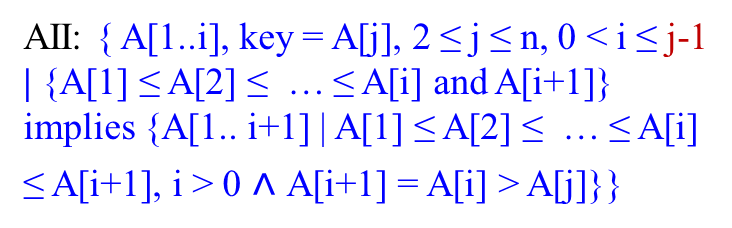 AII: { A[1..i], key = A[j], 2 ≤ j ≤ n, 0 < i ≤ j-1
| {A[1] ≤ A[2] ≤ … ≤ A[i] and A[i+1]}
implies {A[1.. i+1] | A[1] ≤ A[2] ≤ … ≤ A[i]
≤ A[i+1], i > 0 ∧ A[i+1] = A[i] > A[j]}}